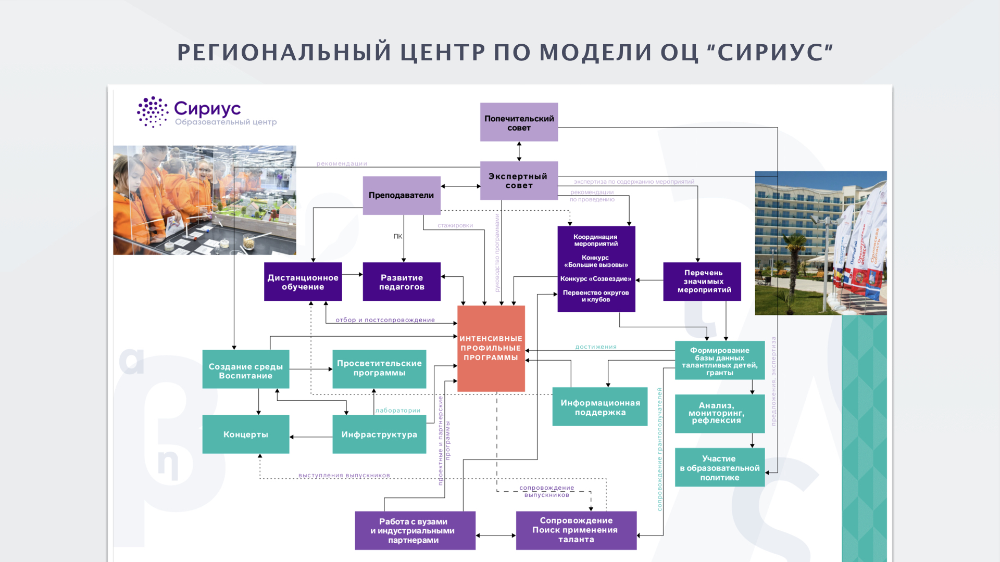 РЕГИОНАЛЬНЫЙ ЦЕНТР ПО МОДЕЛИ ОЦ "СИРИУС"
Сириус
Образовательный центр
Попечительский
совет
рекомендации
Экспертный
совет
экспертиза по содержанию мероприятий
рекомендации
по проведению
Преподаватели
стажировки
ПК
руководство программами
Координация
мероприятий
Конкурс
«Большие вызовы»
Конкурс «Созвездие»
Первенство округов
и клубов
Перечень
значимых
мероприятий
Дистанционное
обучение
Развитие
педагогов
отбор и постсопровождение
ИНТЕНСИВНЫЕ
ПРОФИЛЬНЫЕ
ПРОГРАММЫ
достижения
Формирование
базы данных
талантливых детей,
гранты
предложения, экспертиза
Создание среды
Воспитание
Просветительские
программы
Информационная
поддержка
Анализ,
мониторинг,
рефлексия
лаборатории
Концерты
Инфраструктура
проектные и партнерские
программы
сопровождение грантополучателей
Участие
в образовательной
политике
выступления выпускников
сопровождение
выпускников
Работа с вузами
и индустриальными
партнерами
Сопровождение
Поиск применения
таланта
Оренбургская
область
Орловская
область
α
β
η